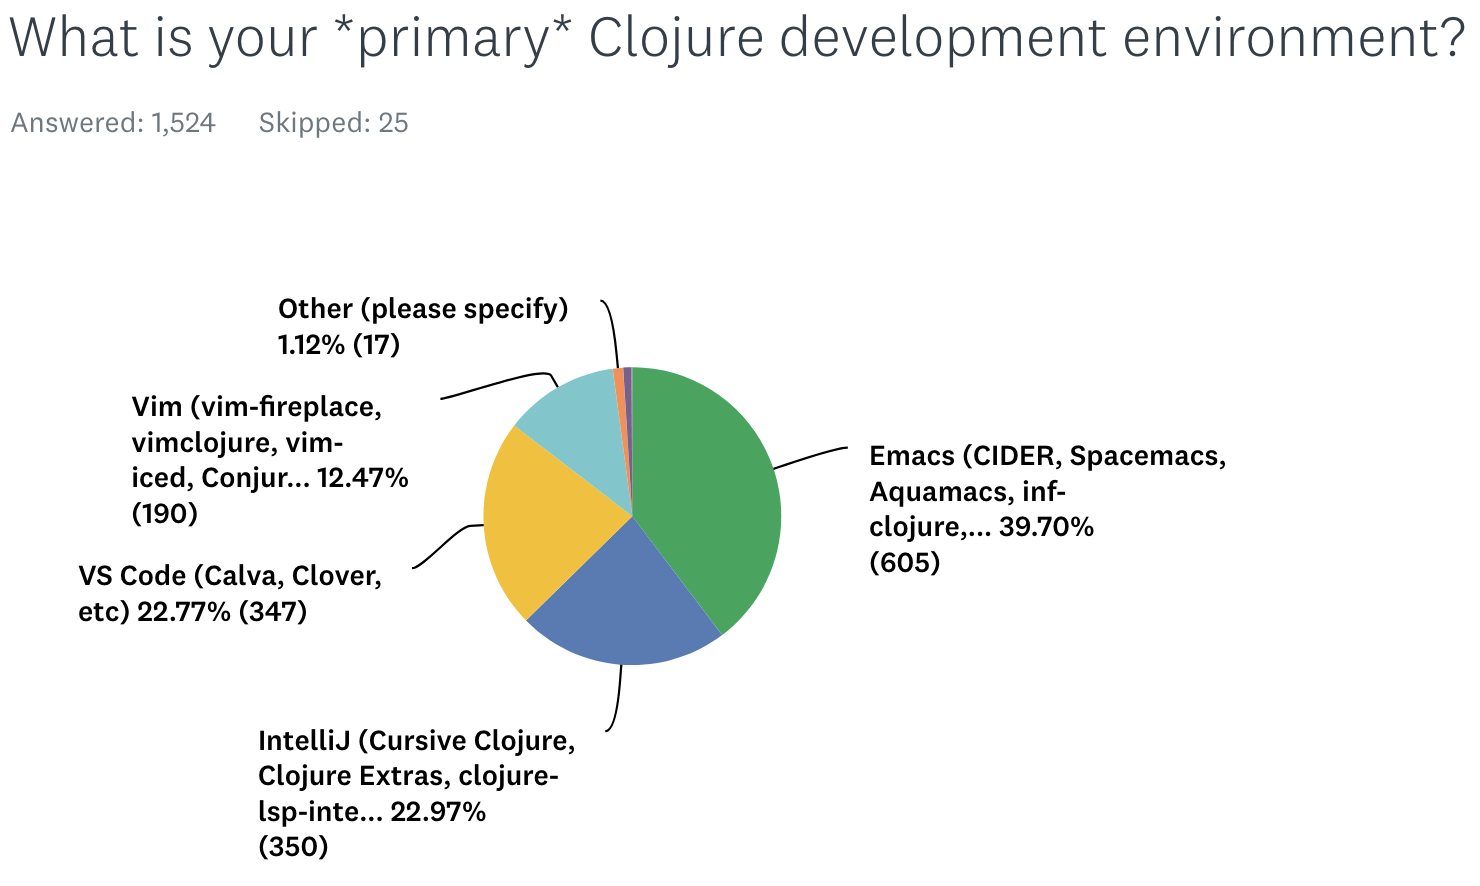 What is your *primary* Clojure development environment?
Answered: 1,524 Skipped: 25
Other (please specify)
1.12% (17)
Vim (vim-fireplace,
vimclojure, vim-
iced, Conjur... 12.47%
(190)
Emacs (CIDER, Spacemacs,
Aquamacs, inf-
clojure,... 39.70%
(605)
VS Code (Calva, Clover,
etc) 22.77% (347)
IntelliJ (Cursive Clojure,
Clojure Extras, clojure-
lsp-inte... 22.97%
(350)